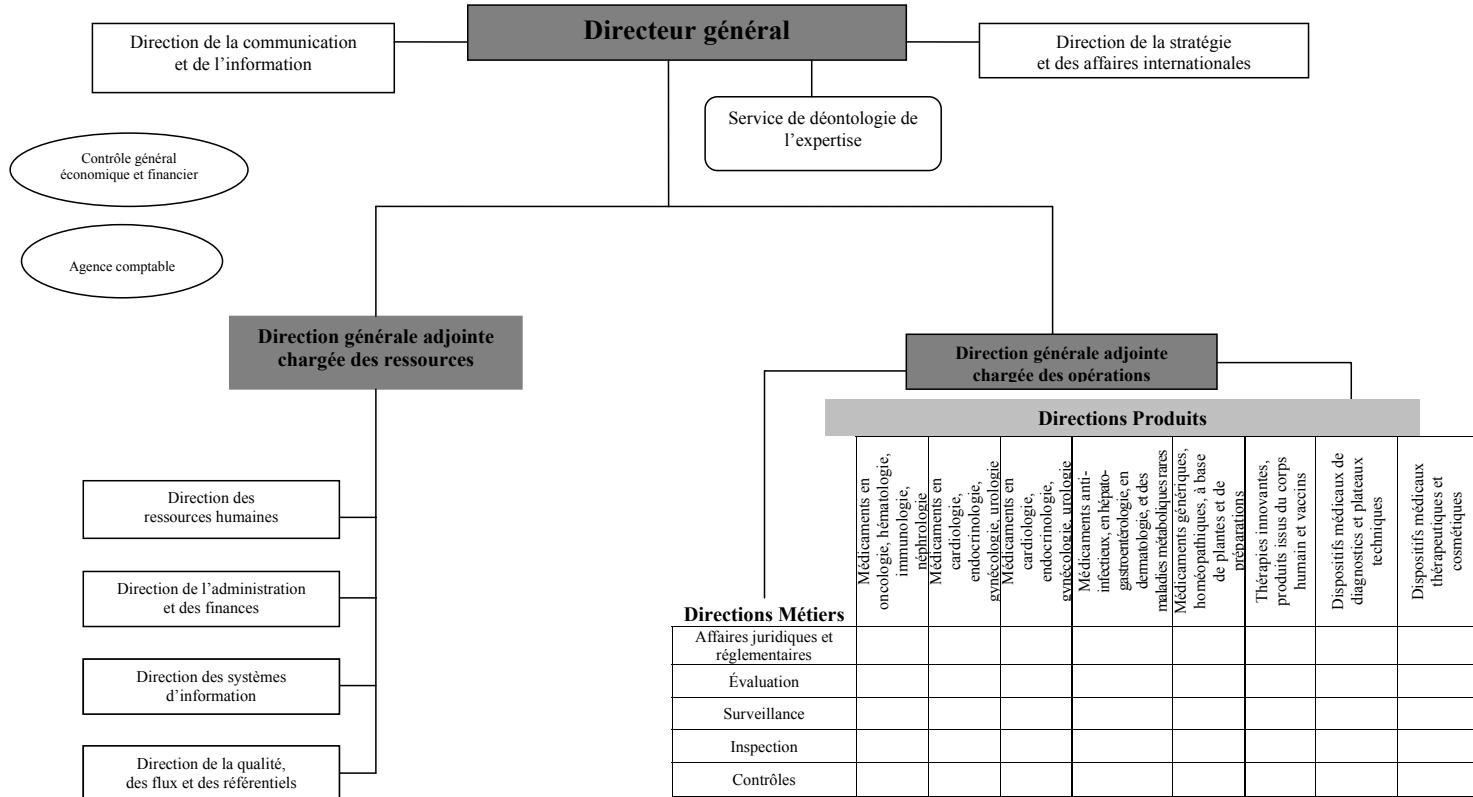 Directeur général
Direction de la communication
et de l'information
Direction de la stratégie
et des affaires internationales
Service de déontologie de
l'expertise
Contrôle général
économique et financier
Agence comptable
Direction générale adjointe
chargée des ressources
Direction générale adjointe
chargée des opérations
Direction des
ressources humaines
Direction de l'administration
et des finances
Direction des systèmes
d'information
Direction de la qualité,
des flux et des référentiels
Directions Produits
Médicaments en
oncologie, hématologie,
immunologie,
néphrologie
Médicaments en
cardiologie,
endocrinologie,
gynécologie, urologie
Médicaments en
cardiologie,
endocrinologie,
gynécologie, urologie
Médicaments anti-
infectieux, en hépato-
gastroentérologie, en
dermatologie, et des
maladies métaboliques rares
Médicaments génériques,
homéopathiques, à base
de plantes et de
préparations
Thérapies innovantes,
produits issus du corps
humain et vaccins
Dispositifs médicaux de
diagnostics et plateaux
techniques
Dispositifs médicaux
thérapeutiques et
cosmétiques
Directions Métiers
Affaires juridiques et
réglementaires
Évaluation
Surveillance
Inspection
Contrôles